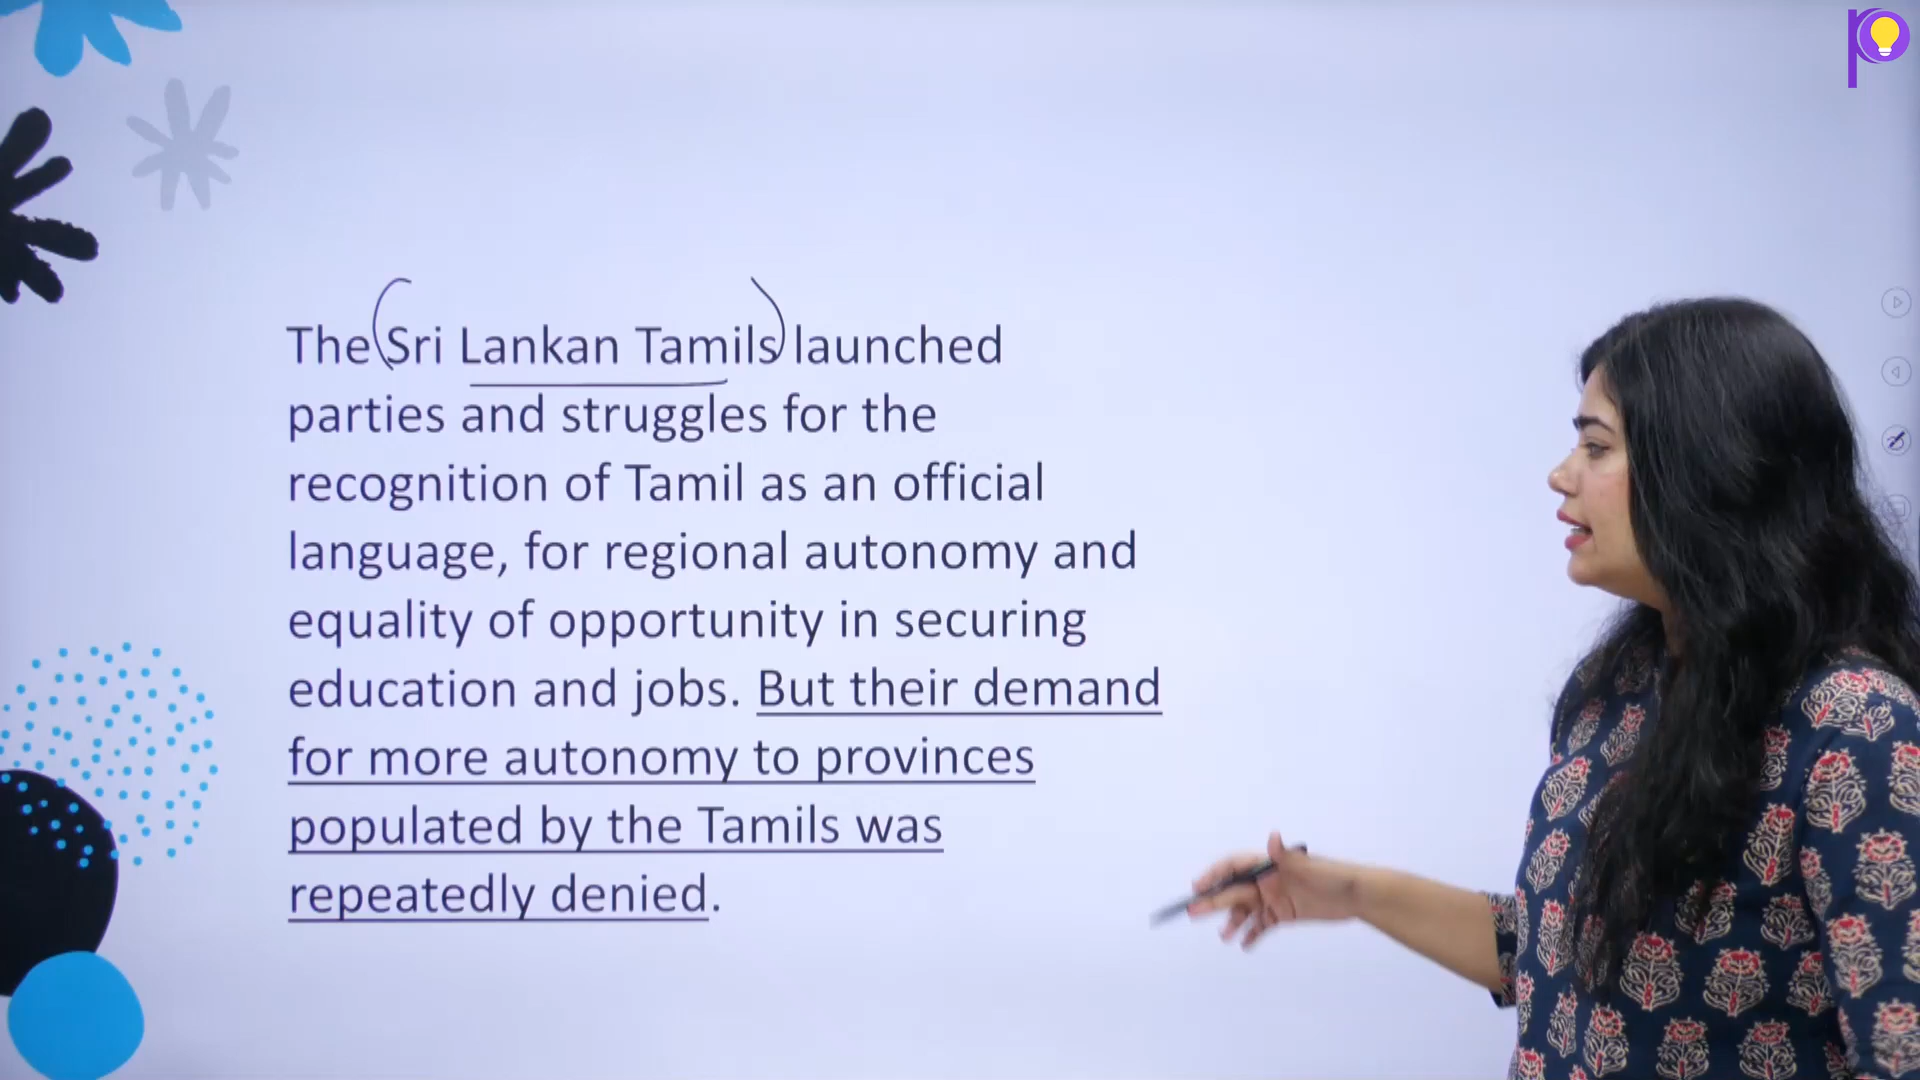 The Sri Lankan Tamils launched
parties and struggles for the
recognition of Tamil as an official
language, for regional autonomy and
equality of opportunity in securing
education and jobs. But their demand
for more autonomy to provinces
populated by the Tamils was
repeatedly denied.